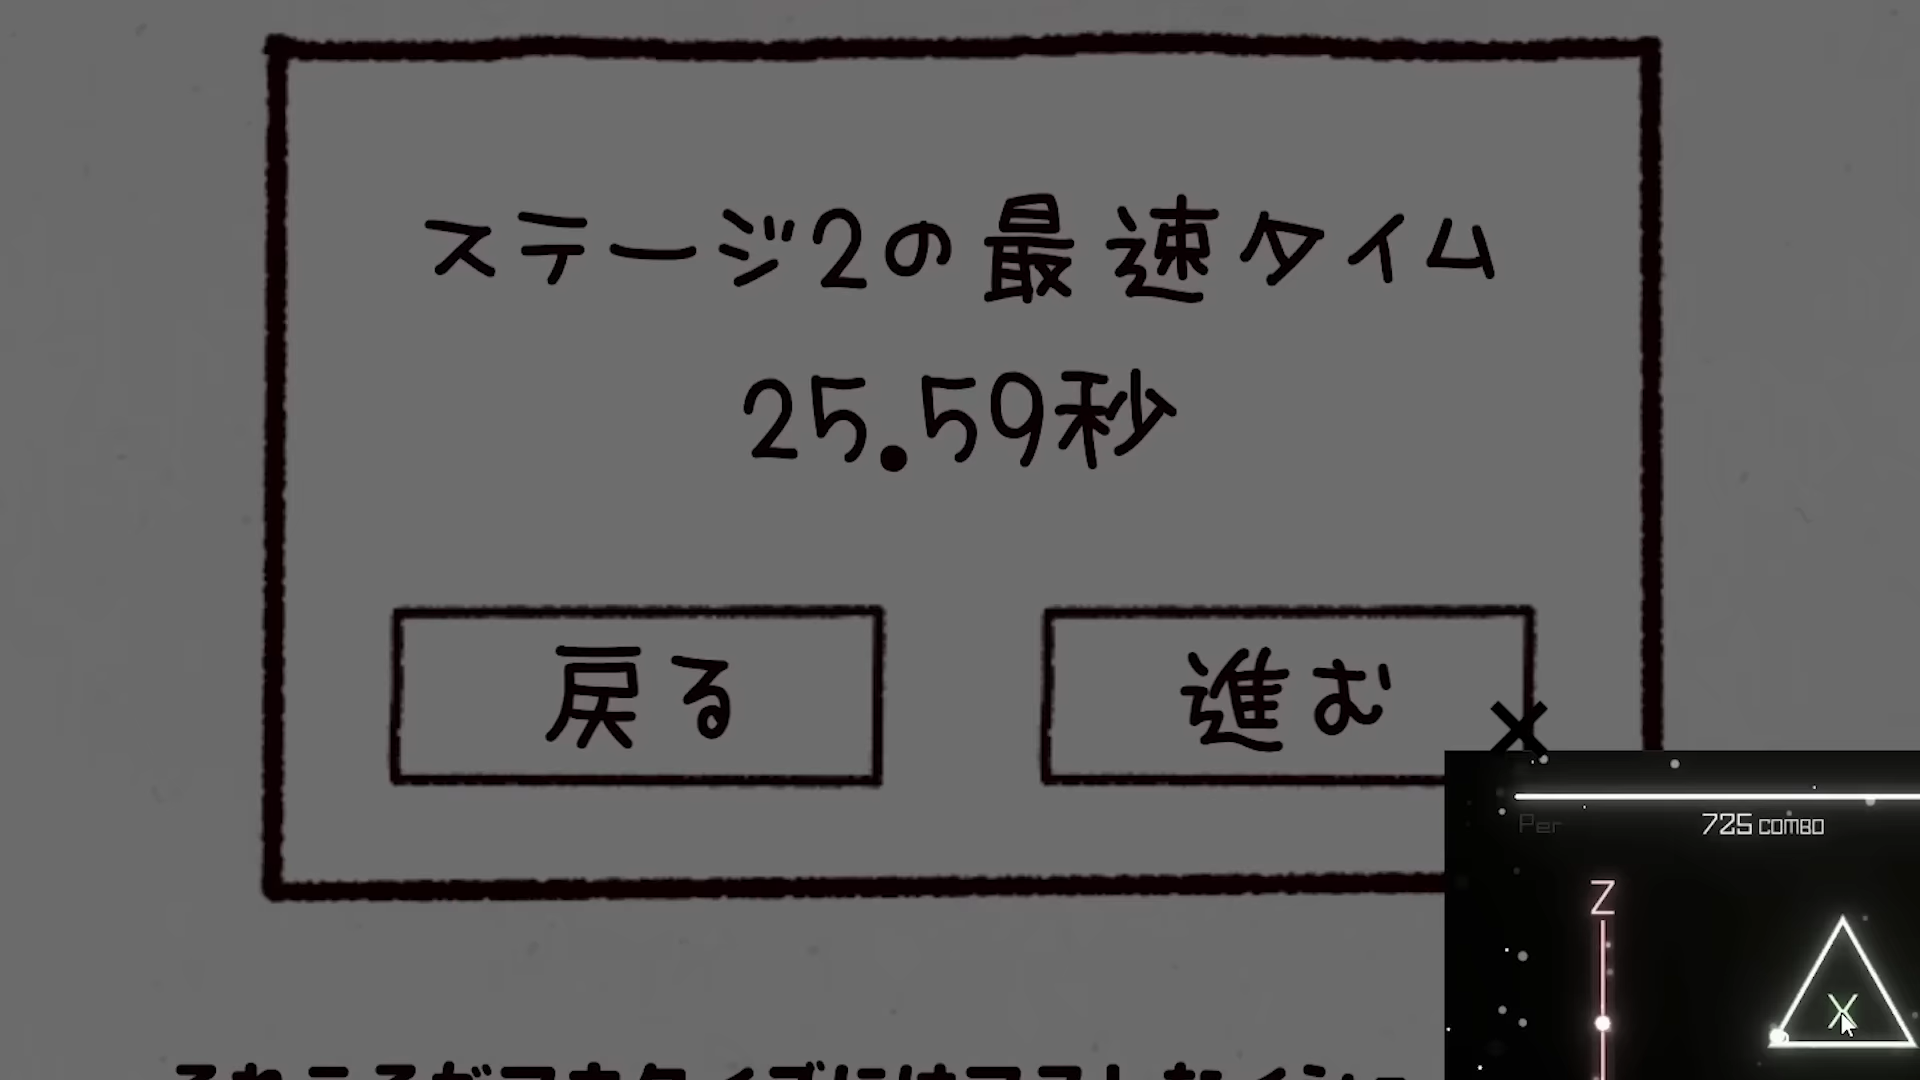 ステージ2の最速タイム
25.59秒
戻る
進む
Per
725 COMBO
Z
X